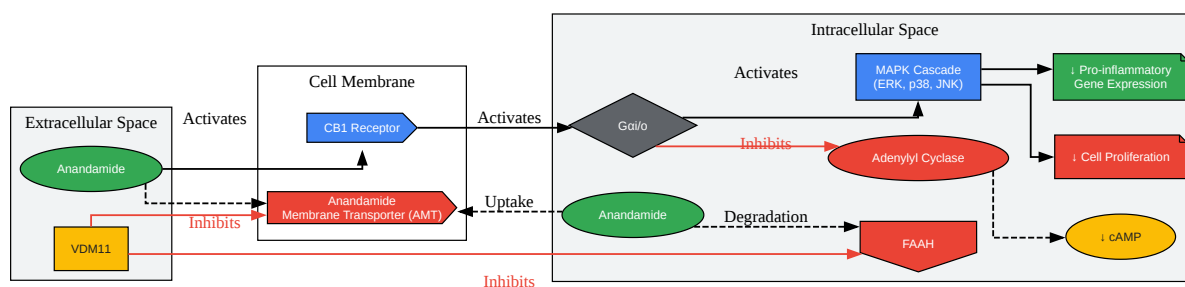 Intracellular Space
Cell Membrane
Extracellular Space
Activates
Activates
Activates
MAPK Cascade
(ERK, p38, JNK)
↓ Pro-inflammatory
Gene Expression
CB1 Receptor
Gαi/o
Inhibits
Adenylyl Cyclase
↓ Cell Proliferation
Anandamide
Anandamide
Membrane Transporter (AMT)
Uptake
Anandamide
Degradation
Inhibits
VDM11
FAAH
↓ cAMP
Inhibits